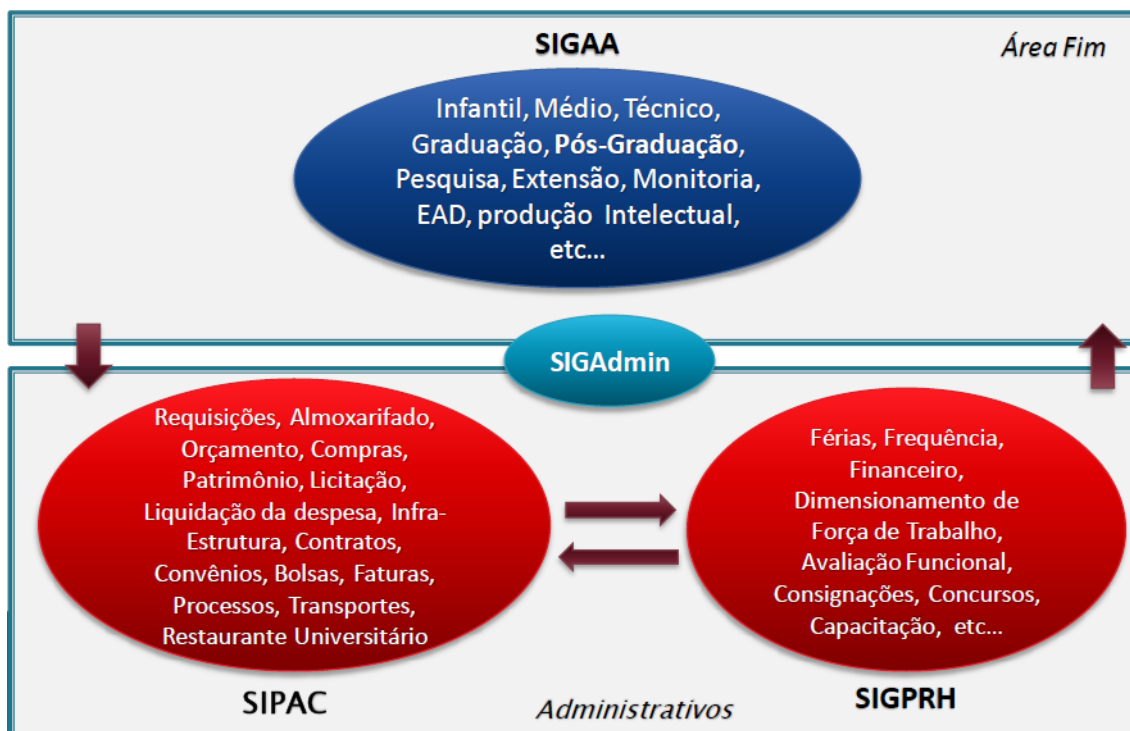 SIGAA
Área Fim
Infantil, Médio, Técnico,
Graduação, Pós-Graduação,
Pesquisa, Extensão, Monitoria,
EAD, produção Intelectual,
etc...
SIGAdmin
Requisições, Almoxarifado,
Orçamento, Compras,
Patrimônio, Licitação,
Liquidação da despesa, Infra-
Estrutura, Contratos,
Convênios, Bolsas, Faturas,
Processos, Transportes,
Restaurante Universitário
SIPAC
Férias, Frequência,
Financeiro,
Dimensionamento de
Força de Trabalho,
Avaliação Funcional,
Consignações, Concursos,
Capacitação, etc...
SIGPRH
Administrativos